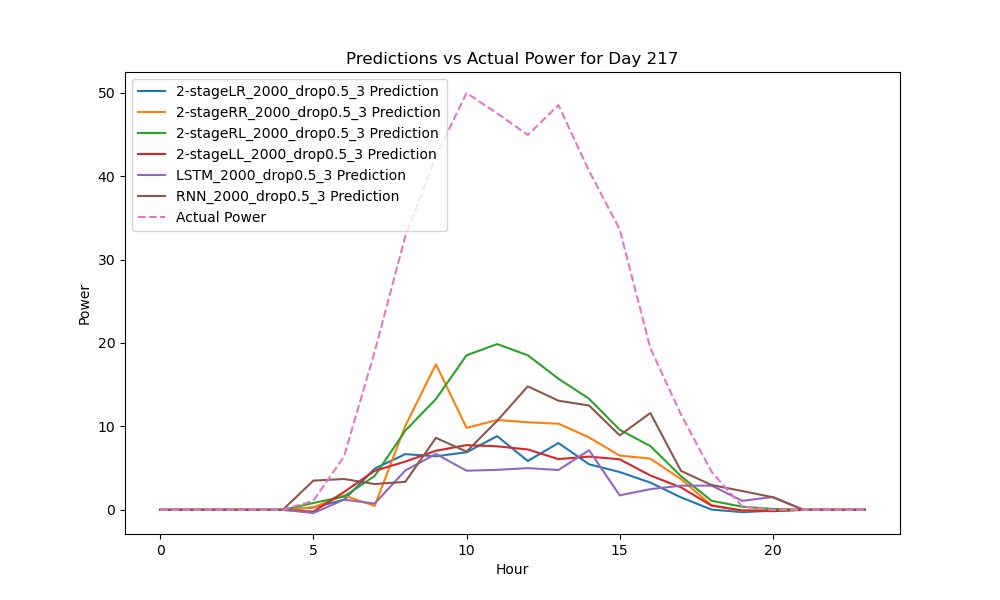 Predictions vs Actual Power for Day 217
2-stageLR_2000_drop0.5_3 Prediction
2-stageRR_2000_drop0.5_3 Prediction
2-stageRL_2000_drop0.5_3 Prediction
2-stageLL_2000_drop0.5_3 Prediction
LSTM_2000_drop0.5_3 Prediction
RNN_2000_drop0.5_3 Prediction
Actual Power
50
40
30
20
10
0
Power
0 5 10 15 20
Hour